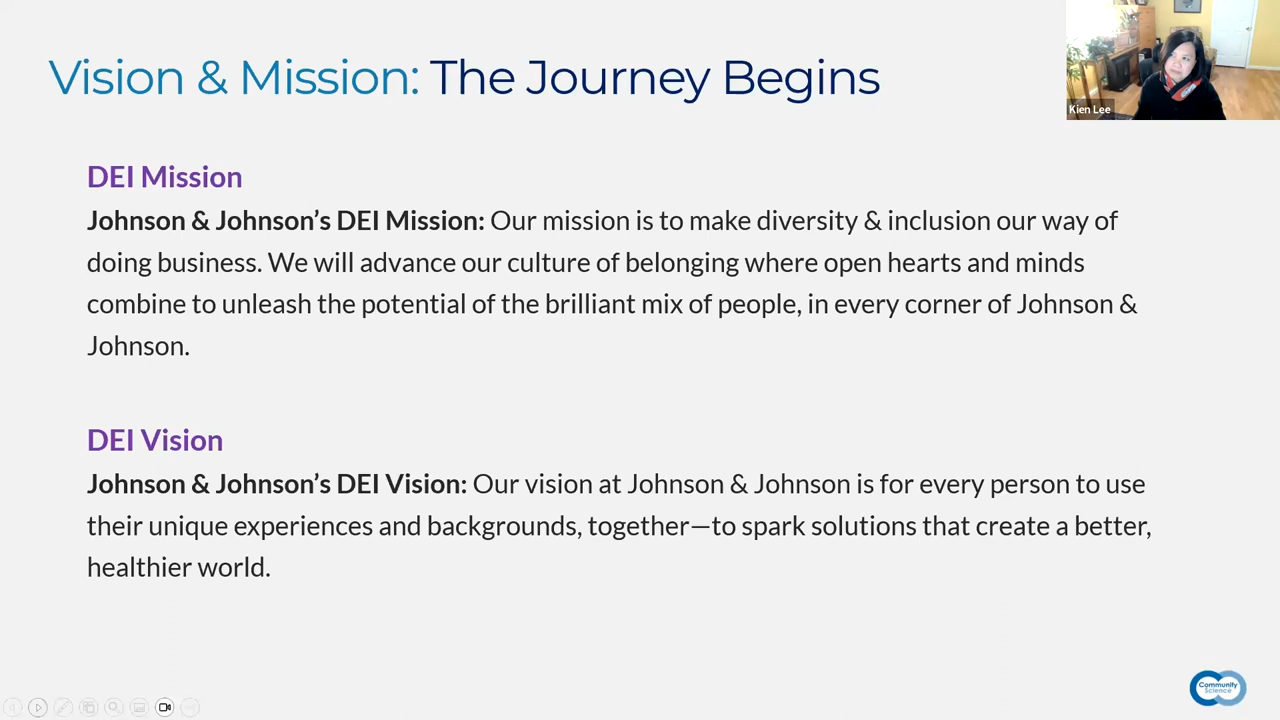 Vision & Mission: The Journey Begins
Kien Lee
DEI Mission
Johnson & Johnson’s DEI Mission: Our mission is to make diversity & inclusion our way of
doing business. We will advance our culture of belonging where open hearts and minds
combine to unleash the potential of the brilliant mix of people, in every corner of Johnson &
Johnson.
DEI Vision
Johnson & Johnson’s DEI Vision: Our vision at Johnson & Johnson is for every person to use
their unique experiences and backgrounds, together—to spark solutions that create a better,
healthier world.
Community
Science